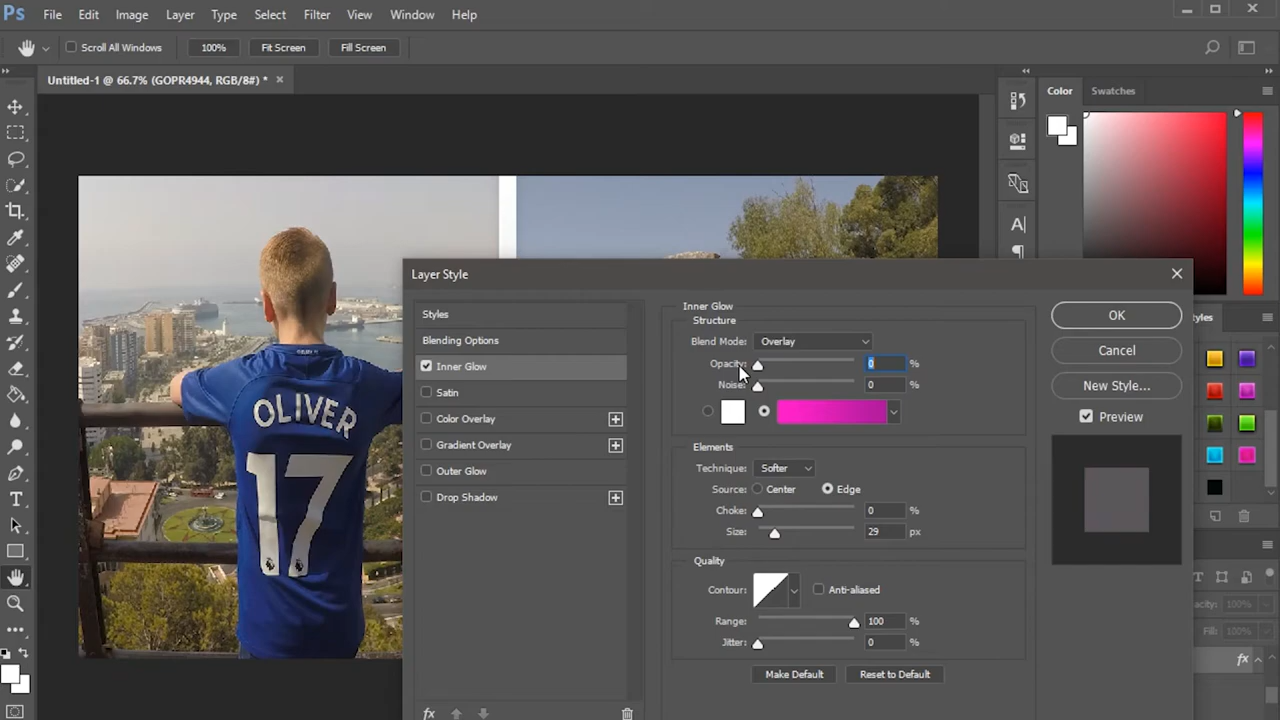 Ps File Edit Image Layer Type Select Filter View Window Help
Scroll All Windows 100% Fit Screen Fill Screen
Untitled-1 @ 66.7% (GOPR4944, RGB/8#) *
Color Swatches
OLIVER
17
Layer Style
Styles
Blending Options
Inner Glow
Satin
Color Overlay
Gradient Overlay
Outer Glow
Drop Shadow
fx
Inner Glow
Structure
Blend Mode: Overlay
Opacity: 0 %
Noise: 0 %
Elements
Technique: Softer
Source: Center Edge
Choke: 0 %
Size: 29 px
Quality
Contour: Anti-aliased
Range: 100 %
Jitter: 0 %
Make Default Reset to Default
OK
Cancel
New Style...
Preview
100%
Fill: 100%
fx